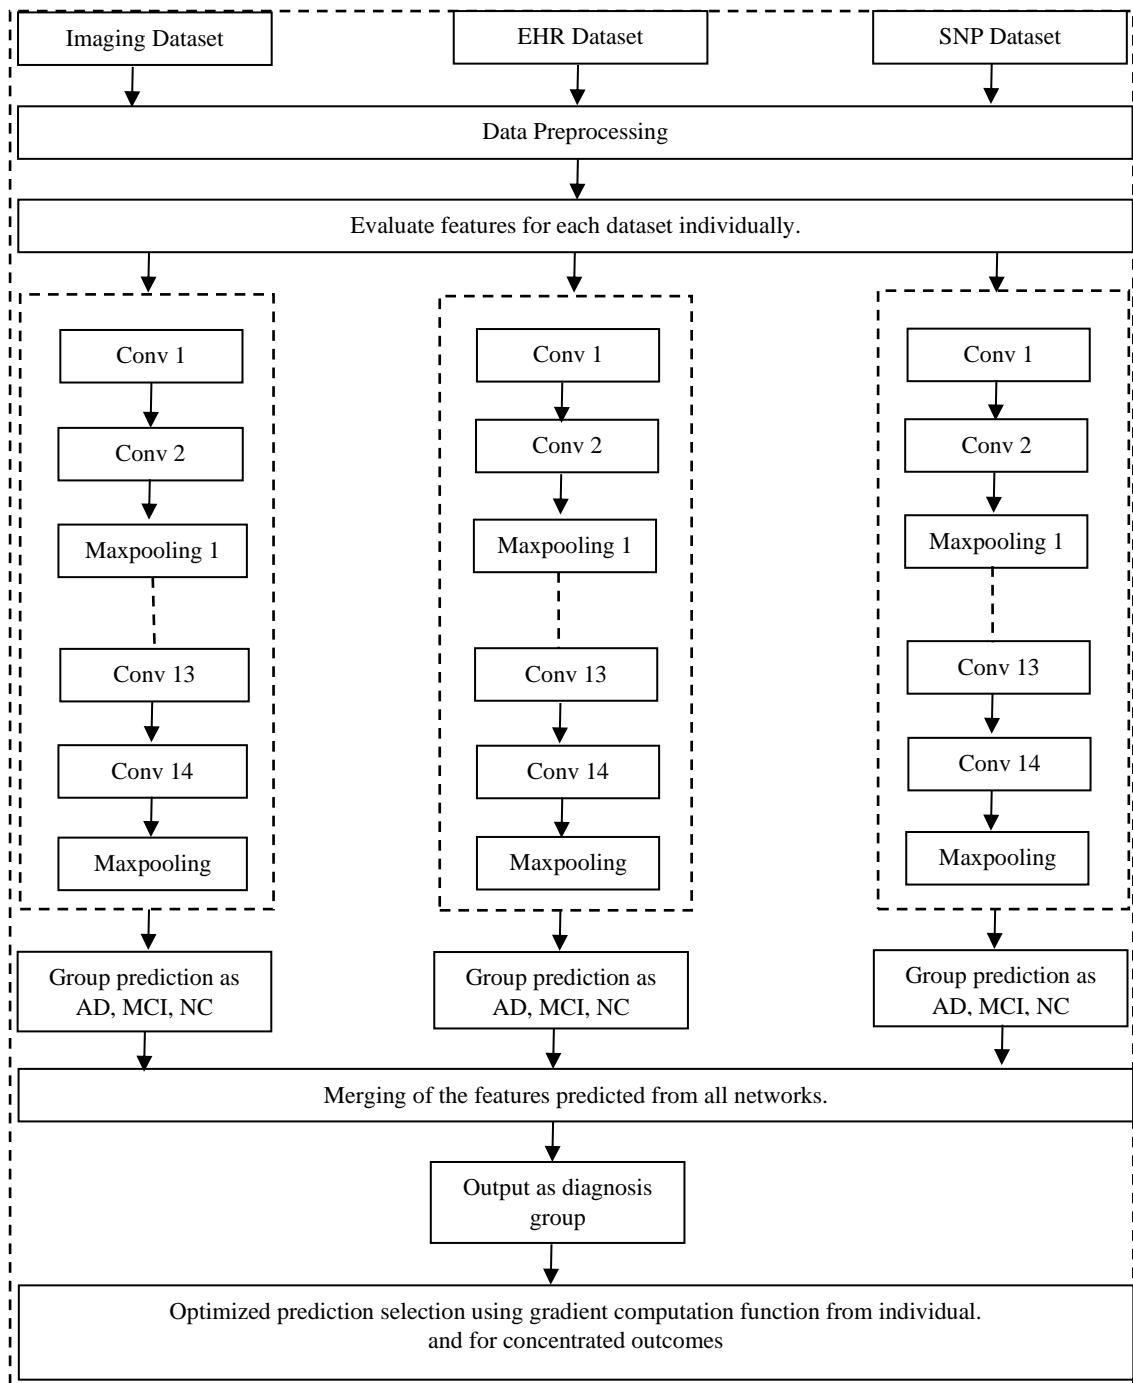 Imaging Dataset
EHR Dataset
SNP Dataset
Data Preprocessing
Evaluate features for each dataset individually.
Conv 1
Conv 2
Maxpooling 1
Conv 13
Conv 14
Maxpooling
Conv 1
Conv 2
Maxpooling 1
Conv 13
Conv 14
Maxpooling
Conv 1
Conv 2
Maxpooling 1
Conv 13
Conv 14
Maxpooling
Group prediction as
AD, MCI, NC
Group prediction as
AD, MCI, NC
Group prediction as
AD, MCI, NC
Merging of the features predicted from all networks.
Output as diagnosis
group
Optimized prediction selection using gradient computation function from individual.
and for concentrated outcomes